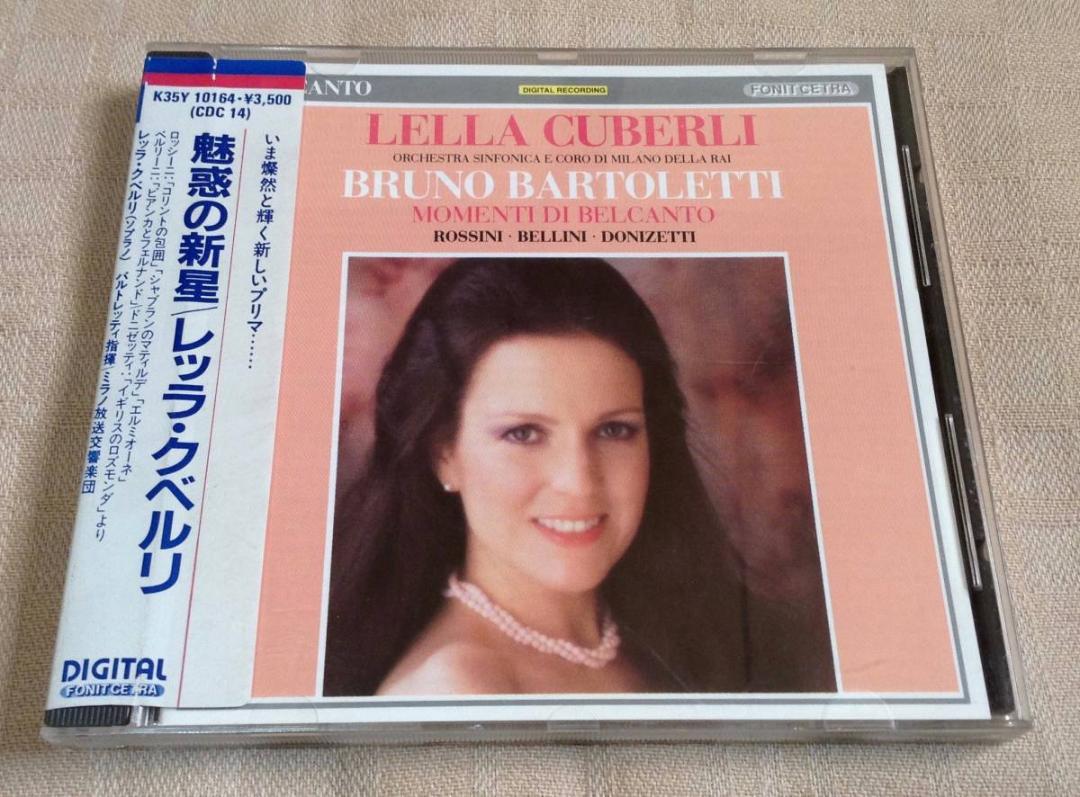 K35Y 10164・¥3,500
(CDC 14)
いま燦然と輝く新しいプリマ……
魅惑の新星/レッラ・クベルリ
ロッシーニ:「コリントの包囲」「シャブランのマティルデ」「エルミオーネ」
ベルリーニ:「ビアンカとフェルナンド」/ドニゼッティ:「イギリスのロズモンダ」より
レッラ・クベルリ(ソプラノ) バルトレッティ指揮/ミラノ放送交響楽団
DIGITAL
FONIT CETRA
CANTO
DIGITAL RECORDING
FONIT CETRA
LELLA CUBERLI
ORCHESTRA SINFONICA E CORO DI MILANO DELLA RAI
BRUNO BARTOLETTI
MOMENTI DI BELCANTO
ROSSINI · BELLINI · DONIZETTI